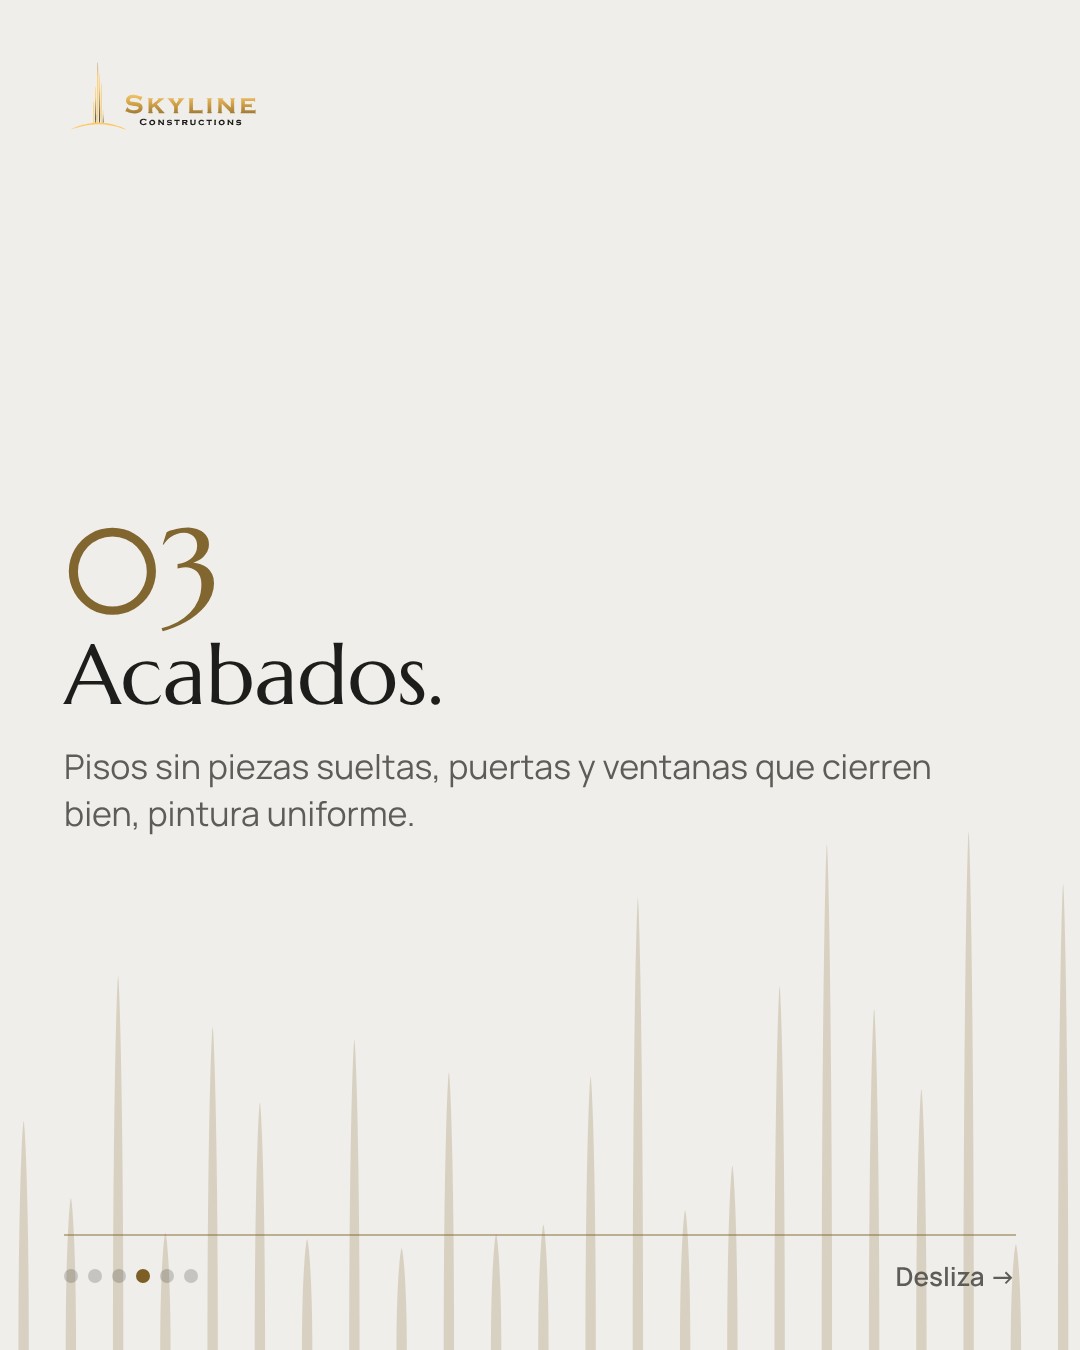 SKYLINE
CONSTRUCTIONS
03
Acabados.
Pisos sin piezas sueltas, puertas y ventanas que cierren
bien, pintura uniforme.
Desliza →